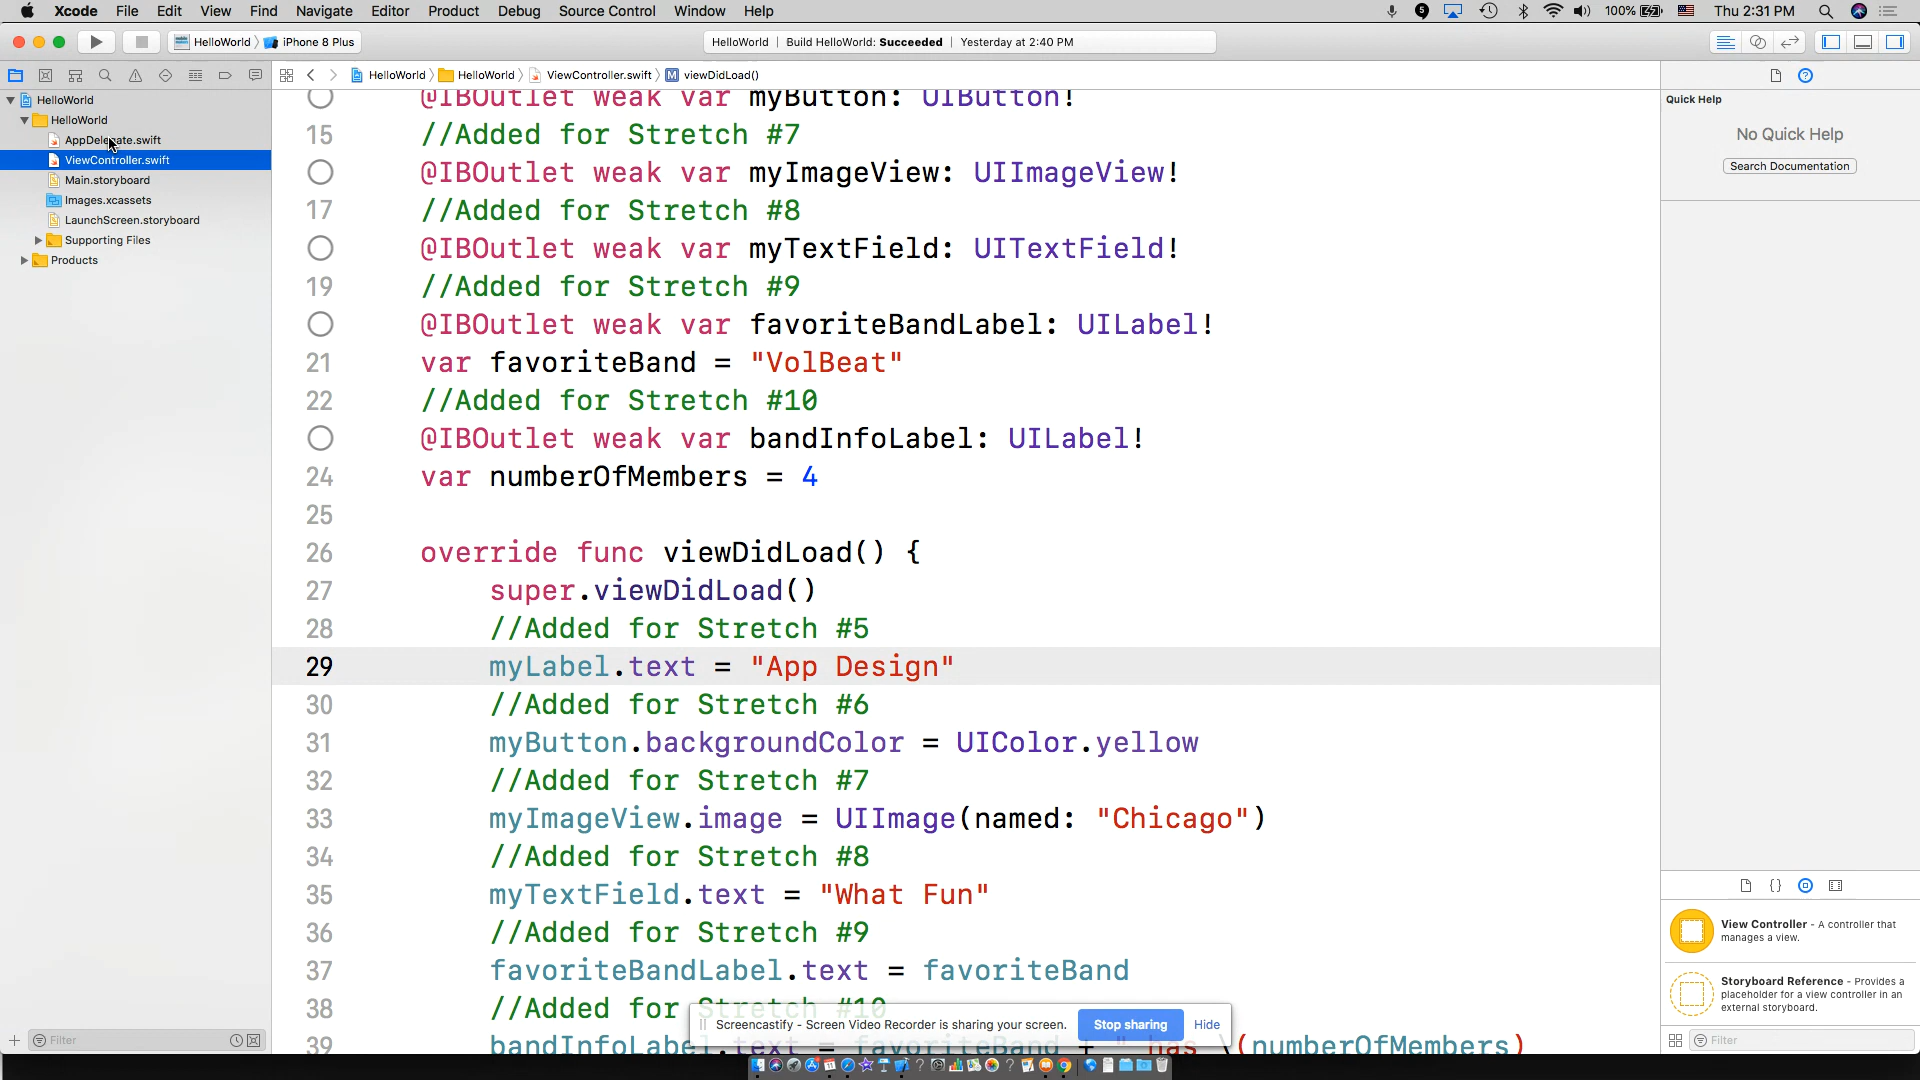 Xcode File Edit View Find Navigate Editor Product Debug Source Control Window Help 100% Thu 2:31 PM
HelloWorld iPhone 8 Plus HelloWorld | Build HelloWorld: Succeeded | Yesterday at 2:40 PM
HelloWorld HelloWorld ViewController.swift M viewDidLoad()
HelloWorld
HelloWorld
AppDelegate.swift
ViewController.swift
Main.storyboard
Images.xcassets
LaunchScreen.storyboard
Supporting Files
Products
Filter
@IBOutlet weak var myButton: UIButton!
15 //Added for Stretch #7
@IBOutlet weak var myImageView: UIImageView!
17 //Added for Stretch #8
@IBOutlet weak var myTextField: UITextField!
19 //Added for Stretch #9
@IBOutlet weak var favoriteBandLabel: UILabel!
21 var favoriteBand = "VolBeat"
22 //Added for Stretch #10
@IBOutlet weak var bandInfoLabel: UILabel!
24 var numberOfMembers = 4
25
26 override func viewDidLoad() {
27 super.viewDidLoad()
28 //Added for Stretch #5
29 myLabel.text = "App Design"
30 //Added for Stretch #6
31 myButton.backgroundColor = UIColor.yellow
32 //Added for Stretch #7
33 myImageView.image = UIImage(named: "Chicago")
34 //Added for Stretch #8
35 myTextField.text = "What Fun"
36 //Added for Stretch #9
37 favoriteBandLabel.text = favoriteBand
38 //Added for Stretch #10
39 bandInfoLabel.text = favoriteBand + " has \(numberOfMembers)
Screencastify - Screen Video Recorder is sharing your screen. Stop sharing Hide
Quick Help
No Quick Help
Search Documentation
View Controller - A controller that
manages a view.
Storyboard Reference - Provides a
placeholder for a view controller in an
external storyboard.
Filter